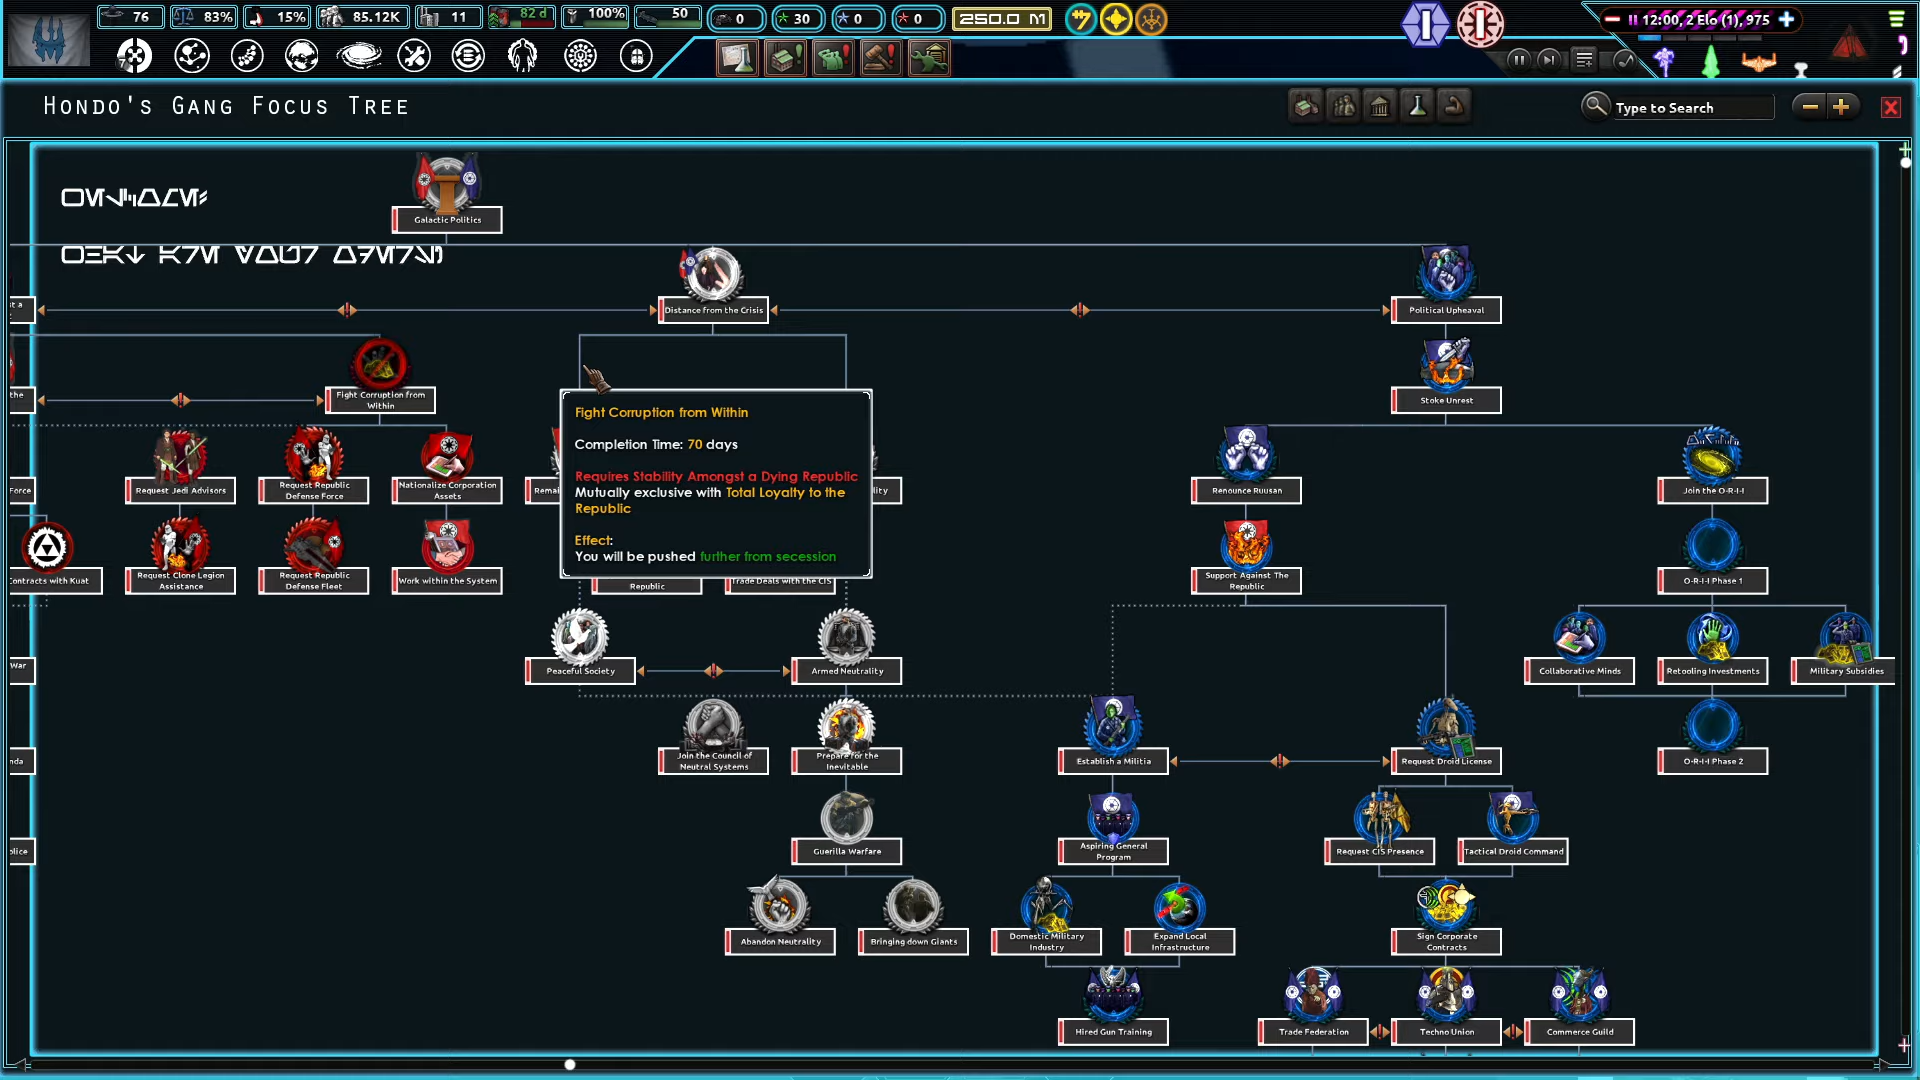 76
83%
15%
85.12K
11
82 d
100%
50
0
30
0
0
250.0 M
12:00, 2 Elo (1), 975
Hondo's Gang Focus Tree
Type to Search
Galactic Politics
Distance from the Crisis
Political Upheaval
Fight Corruption from Within
Stoke Unrest
Fight Corruption from Within
Completion Time: 70 days
Requires Stability Amongst a Dying Republic
Mutually exclusive with Total Loyalty to the Republic
Effect:
You will be pushed further from secession
Request Jedi Advisors
Request Republic Defense Force
Nationalize Corporation Assets
Renounce Ruusan
Join the O-R-I-I
Contracts with Kuat
Request Clone Legion Assistance
Request Republic Defense Fleet
Work within the System
Republic
Trade Deals with the CIS
Support Against The Republic
O-R-I-I Phase 1
Peaceful Society
Armed Neutrality
Collaborative Minds
Retooling Investments
Military Subsidies
Join the Council of Neutral Systems
Prepare for the Inevitable
Establish a Militia
Request Droid License
O-R-I-I Phase 2
Guerilla Warfare
Aspiring General Program
Request CIS Presence
Tactical Droid Command
Abandon Neutrality
Bringing down Giants
Domestic Military Industry
Expand Local Infrastructure
Sign Corporate Contracts
Hired Gun Training
Trade Federation
Techno Union
Commerce Guild